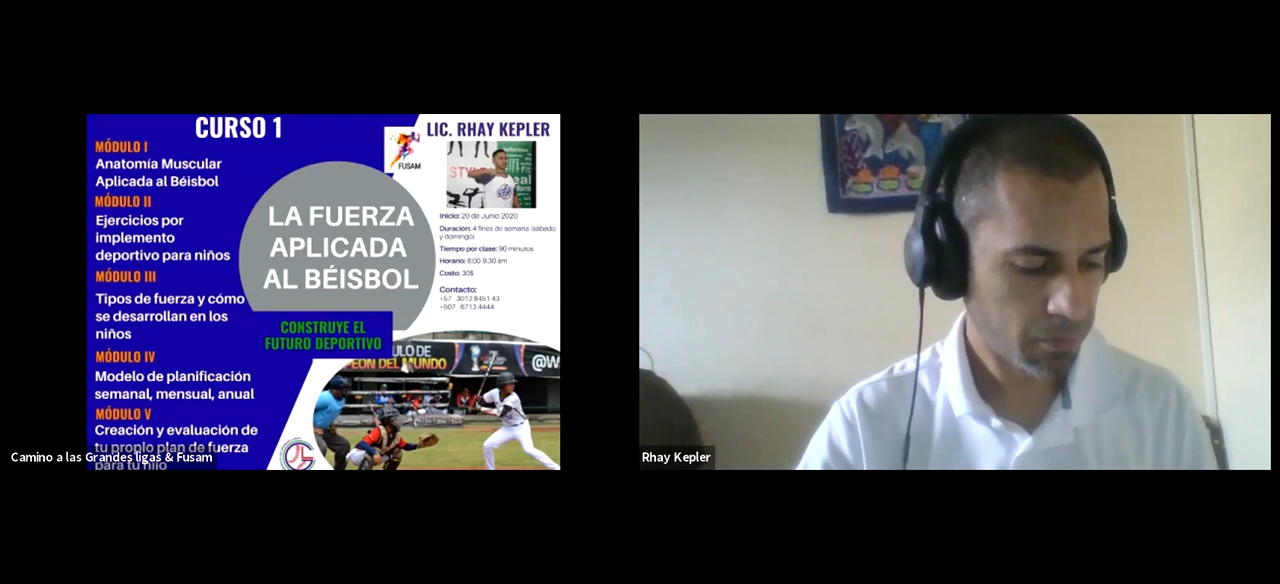 CURSO 1
MÓDULO I
Anatomía Muscular
Aplicada al Béisbol
MÓDULO II
Ejercicios por
implemento
deportivo para niños
MÓDULO III
Tipos de fuerza y cómo
se desarrollan en los
niños
MÓDULO IV
Modelo de planificación
semanal, mensual, anual
MÓDULO V
Creación y evaluación de
tu propio plan de fuerza
para tu hijo
LA FUERZA
APLICADA
AL BÉISBOL
CONSTRUYE EL
FUTURO DEPORTIVO
FUSAM
LIC. RHAY KEPLER
Inicio: 20 de Junio 2020
Duración: 4 fines de semana (sábado
y domingo)
Tiempo por clase: 90 minutos
Horario: 8:00 9:30 am
Costo: 30$
Contacto:
+57 3012 8451 43
+507 6713 4444
ULO DE
PEÓN DEL MUNDO
@W
Camino a las Grandes ligas & Fusam
Rhay Kepler